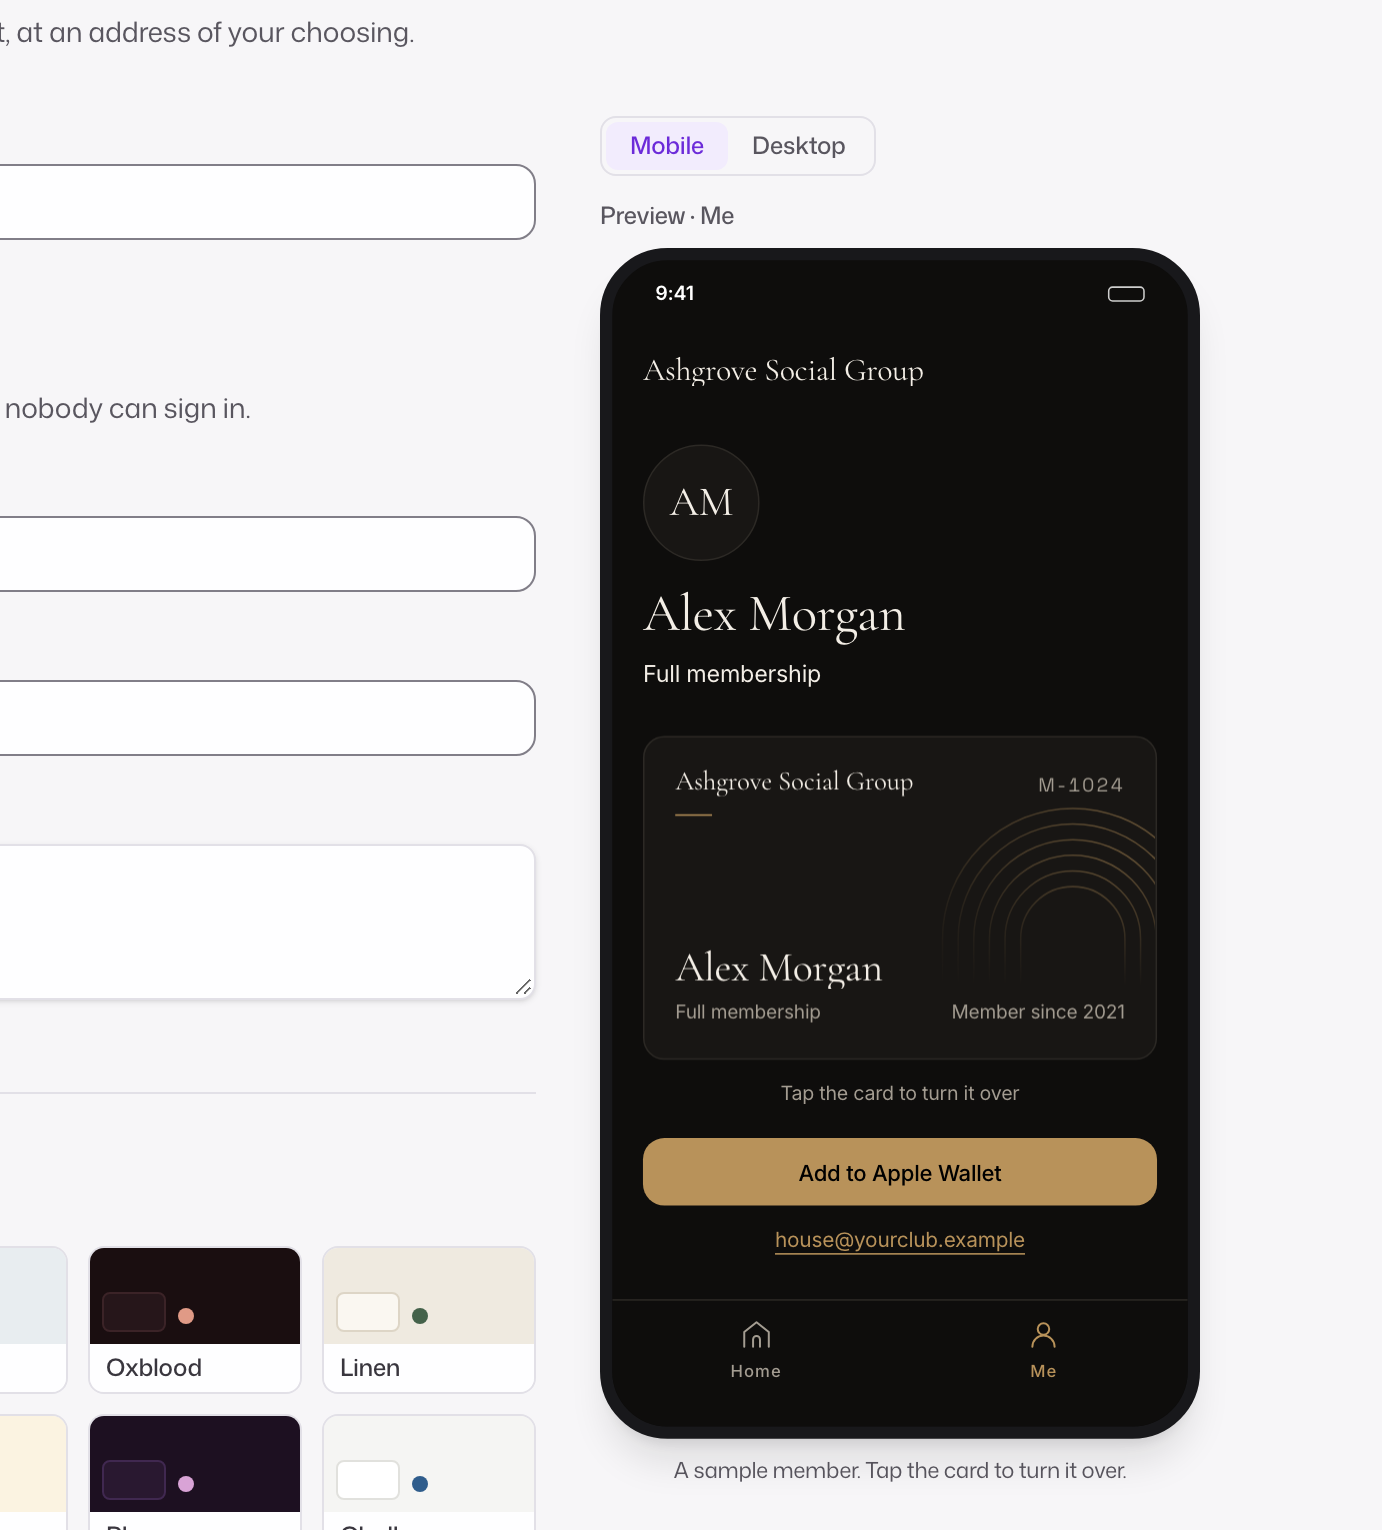 t, at an address of your choosing.
nobody can sign in.
Oxblood
Linen
Mobile
Desktop
Preview · Me
9:41
Ashgrove Social Group
AM
Alex Morgan
Full membership
Ashgrove Social Group
M-1024
Alex Morgan
Full membership
Member since 2021
Tap the card to turn it over
Add to Apple Wallet
house@yourclub.example
Home
Me
A sample member. Tap the card to turn it over.